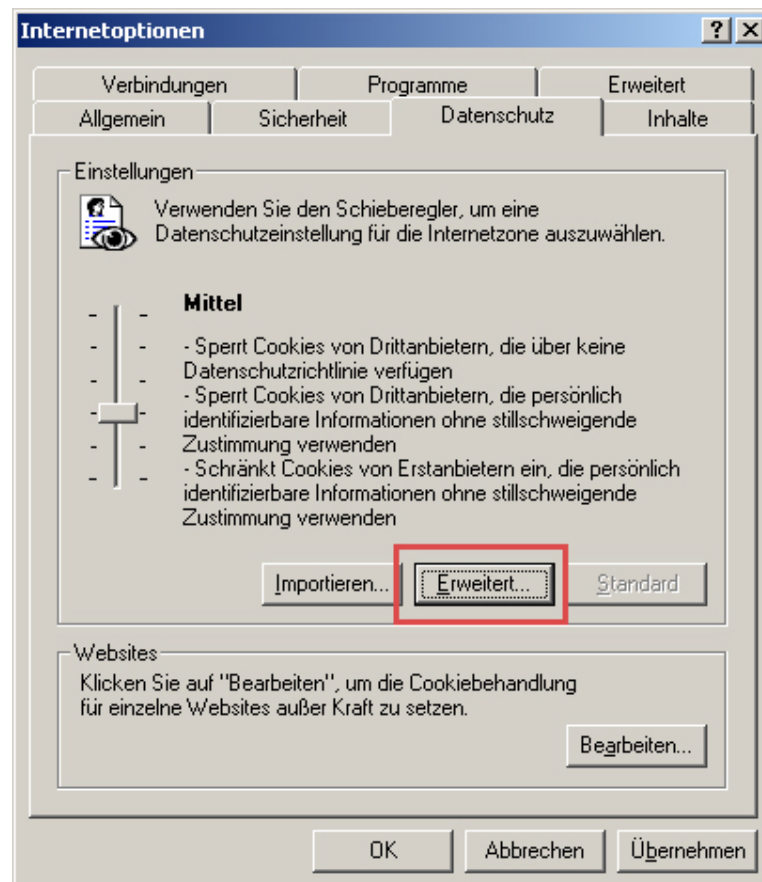 Internetoptionen
Verbindungen Programme Erweitert
Allgemein Sicherheit Datenschutz Inhalte
Einstellungen
Verwenden Sie den Schieberegler, um eine
Datenschutzeinstellung für die Internetzone auszuwählen.
Mittel
- Sperrt Cookies von Drittanbietern, die über keine
Datenschutzrichtlinie verfügen
- Sperrt Cookies von Drittanbietern, die persönlich
identifizierbare Informationen ohne stillschweigende
Zustimmung verwenden
- Schränkt Cookies von Erstanbietern ein, die persönlich
identifizierbare Informationen ohne stillschweigende
Zustimmung verwenden
Importieren... Erweitert... Standard
Websites
Klicken Sie auf "Bearbeiten", um die Cookiebehandlung
für einzelne Websites außer Kraft zu setzen.
Bearbeiten...
OK Abbrechen Übernehmen